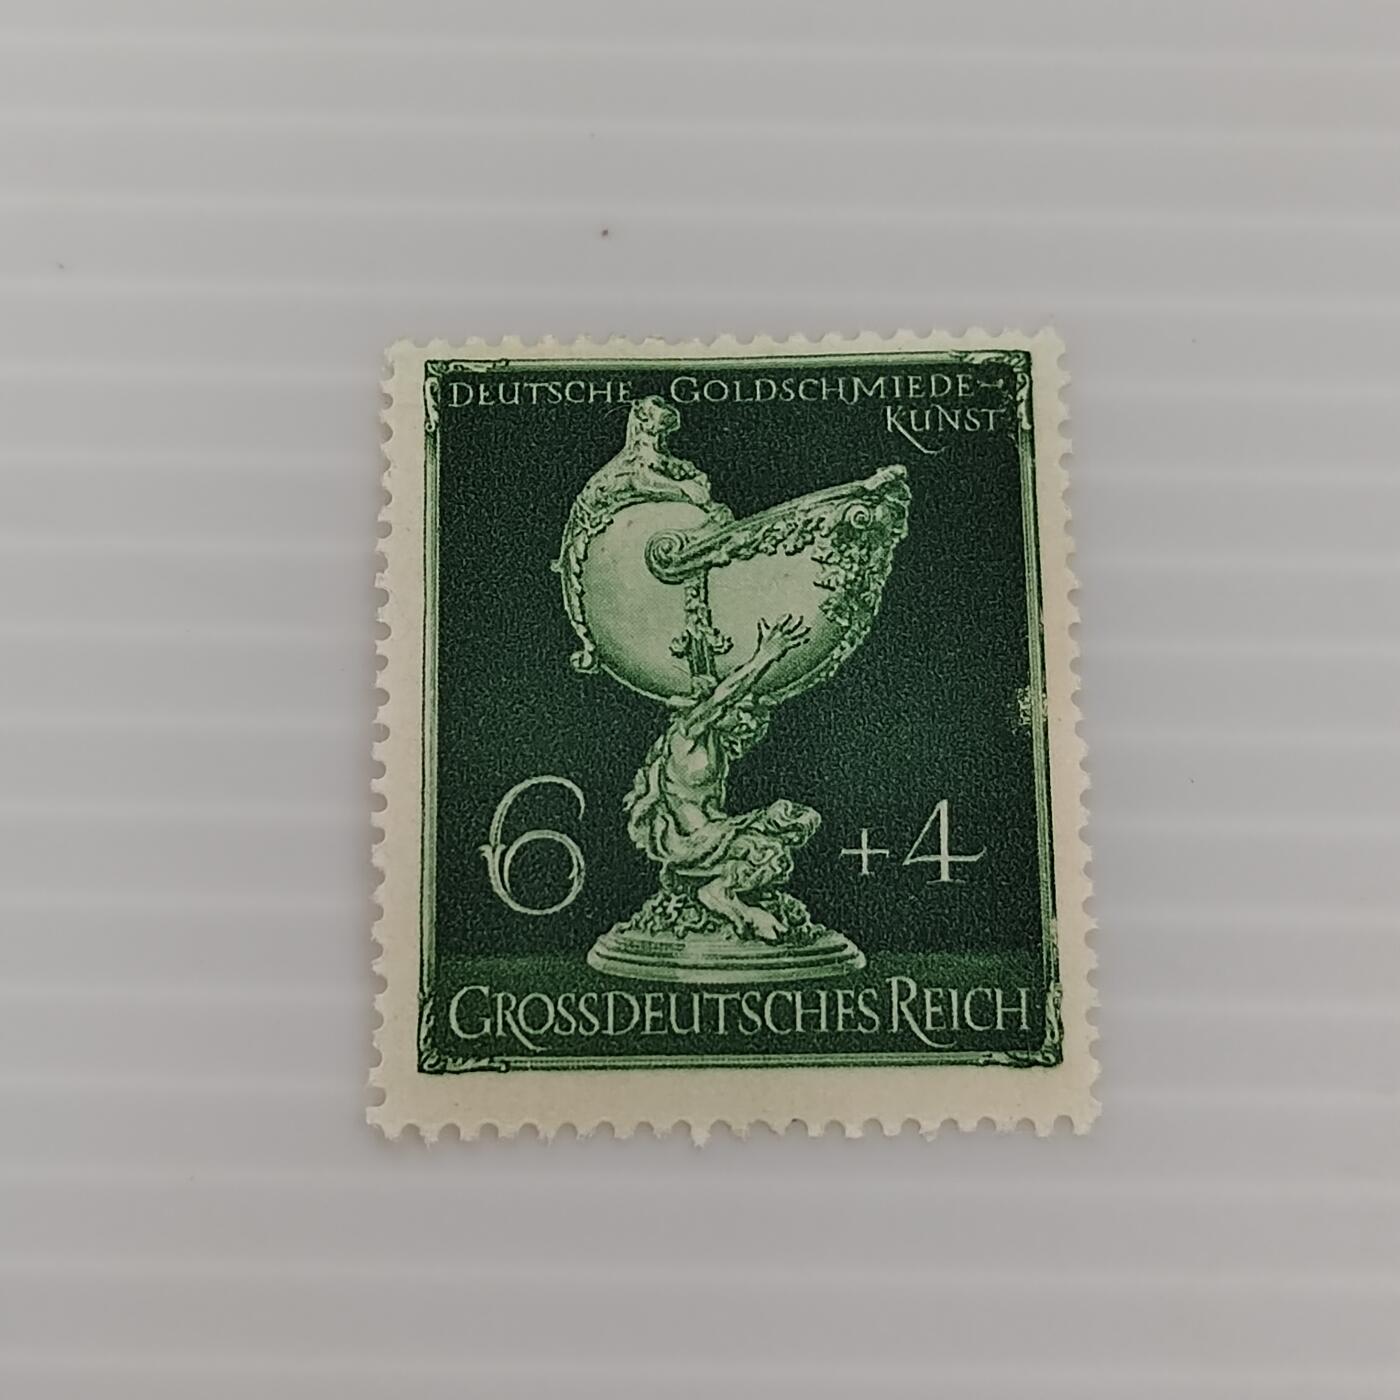 DEUTSCHE GOLDSCHMIEDE-
KUNST
6 +4
GROSSDEUTSCHES REICH